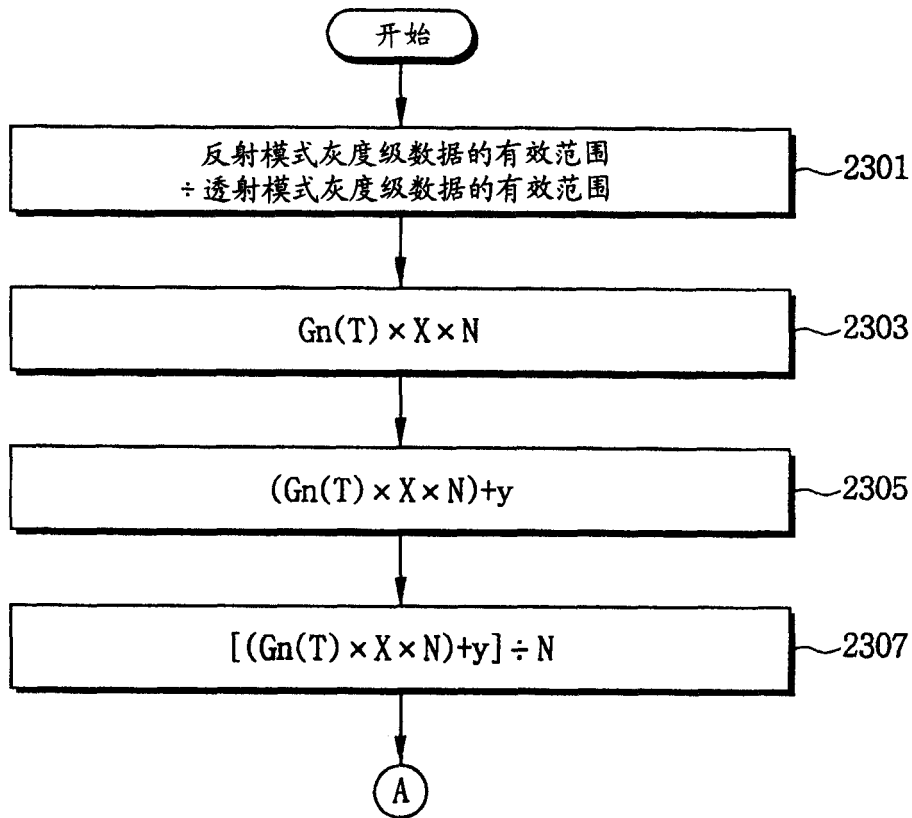 开始
反射模式灰度级数据的有效范围
÷透射模式灰度级数据的有效范围
2301
Gn(T)×X×N
2303
(Gn(T)×X×N)+y
2305
[(Gn(T)×X×N)+y]÷N
2307
A